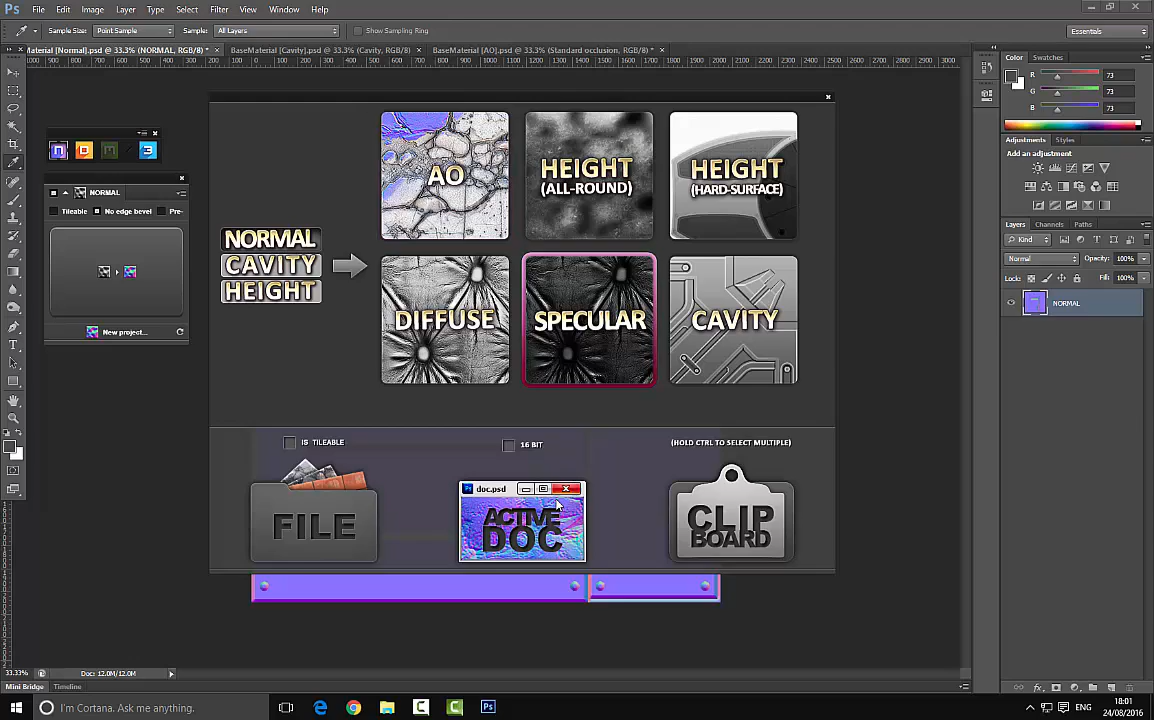 Ps File Edit Image Layer Type Select Filter View Window Help
Sample Size: Point Sample Sample: All Layers Show Sampling Ring Essentials
Material [Normal].psd @ 33.3% (NORMAL, RGB/8) * × BaseMaterial [Cavity].psd @ 33.3% (Cavity, RGB/8) × BaseMaterial [AO].psd @ 33.3% (Standard occlusion, RGB/8) * ×
Color Swatches
R 73
G 73
B 73
Adjustments Styles
Add an adjustment
NORMAL
Tileable No edge bevel Pre-
New project...
NORMAL
CAVITY
HEIGHT
AO
HEIGHT
(ALL-ROUND)
HEIGHT
(HARD-SURFACE)
DIFFUSE
SPECULAR
CAVITY
IS TILEABLE
16 BIT
(HOLD CTRL TO SELECT MULTIPLE)
FILE
doc.psd
ACTIVE
DOC
CLIP
BOARD
Layers Channels Paths
Kind
Normal Opacity: 100%
Lock: Fill: 100%
NORMAL
33.33% Doc: 12.0M/12.0M
Mini Bridge Timeline
I'm Cortana. Ask me anything.
ENG
18:01
24/08/2016